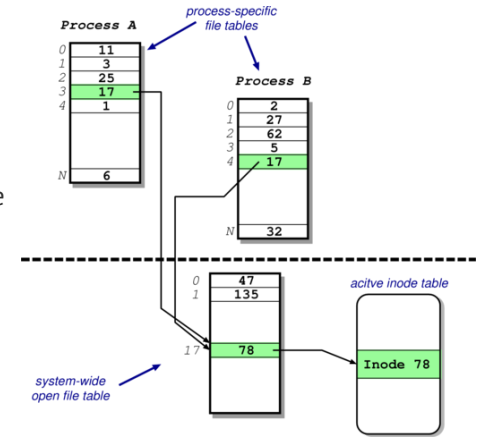 process-specific
file tables
Process A
0 11
1 3
2 25
3 17
4 1
N 6
Process B
0 2
1 27
2 62
3 5
4 17
N 32
e
0 47
1 135
17 78
acitve inode table
Inode 78
system-wide
open file table